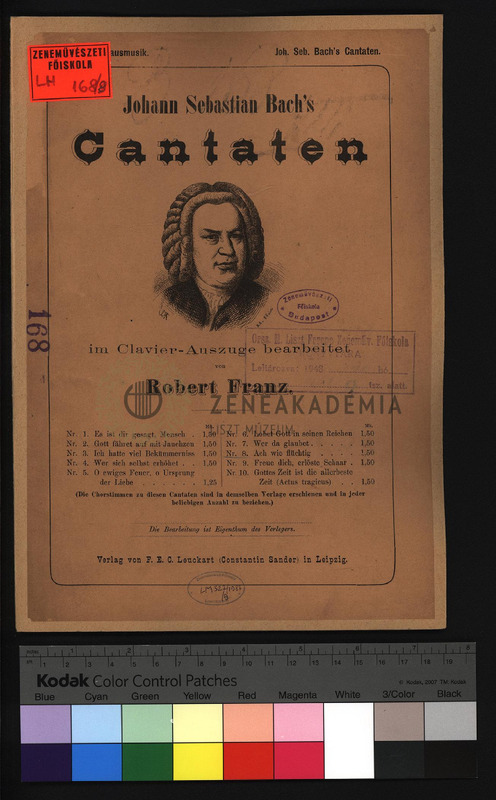 ZENEMŰVÉSZETI
FŐISKOLA
LH 168/8
ausmusik.
Joh. Seb. Bach's Cantaten.
Johann Sebastian Bach's
Cantaten
168
Főiskola
Budapest
im Clavier-Auszuge bearbeitet
von
Robert Franz.
ZENEAKADÉMIA
LISZT MÚZEUM
Nr. 1. Es ist dir gesagt, Mensch . 1,50
Nr. 2. Gott fähret auf mit Jauchzen 1,50
Nr. 3. Ich hatte viel Bekümmerniss 1,50
Nr. 4. Wer sich selbst erhöhet . . 1,50
Nr. 5. O ewiges Feuer, o Ursprung
der Liebe . . . . . 1,25
Nr. 6. Lobet Gott in seinen Reichen 1,50
Nr. 7. Wer da glaubet . . . . 1,50
Nr. 8. Ach wie flüchtig . . . . 1,50
Nr. 9. Freue dich, erlöste Schaar . 1,50
Nr. 10. Gottes Zeit ist die allerbeste
Zeit (Actus tragicus) . . 1,50
(Die Chorstimmen zu diesen Cantaten sind in demselben Verlage erschienen und in jeder
beliebigen Anzahl zu beziehen.)
Die Bearbeitung ist Eigenthum des Verlegers.
Verlag von F. E. C. Leuckart (Constantin Sander) in Leipzig.
Kodak Color Control Patches
© Kodak, 2007 TM: Kodak
Blue Cyan Green Yellow Red Magenta White 3/Color Black